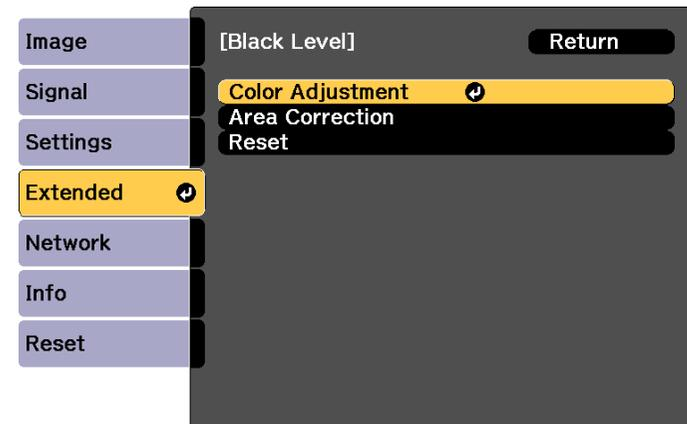 Image
Signal
Settings
Extended
Network
Info
Reset
[Black Level]
Return
Color Adjustment
Area Correction
Reset